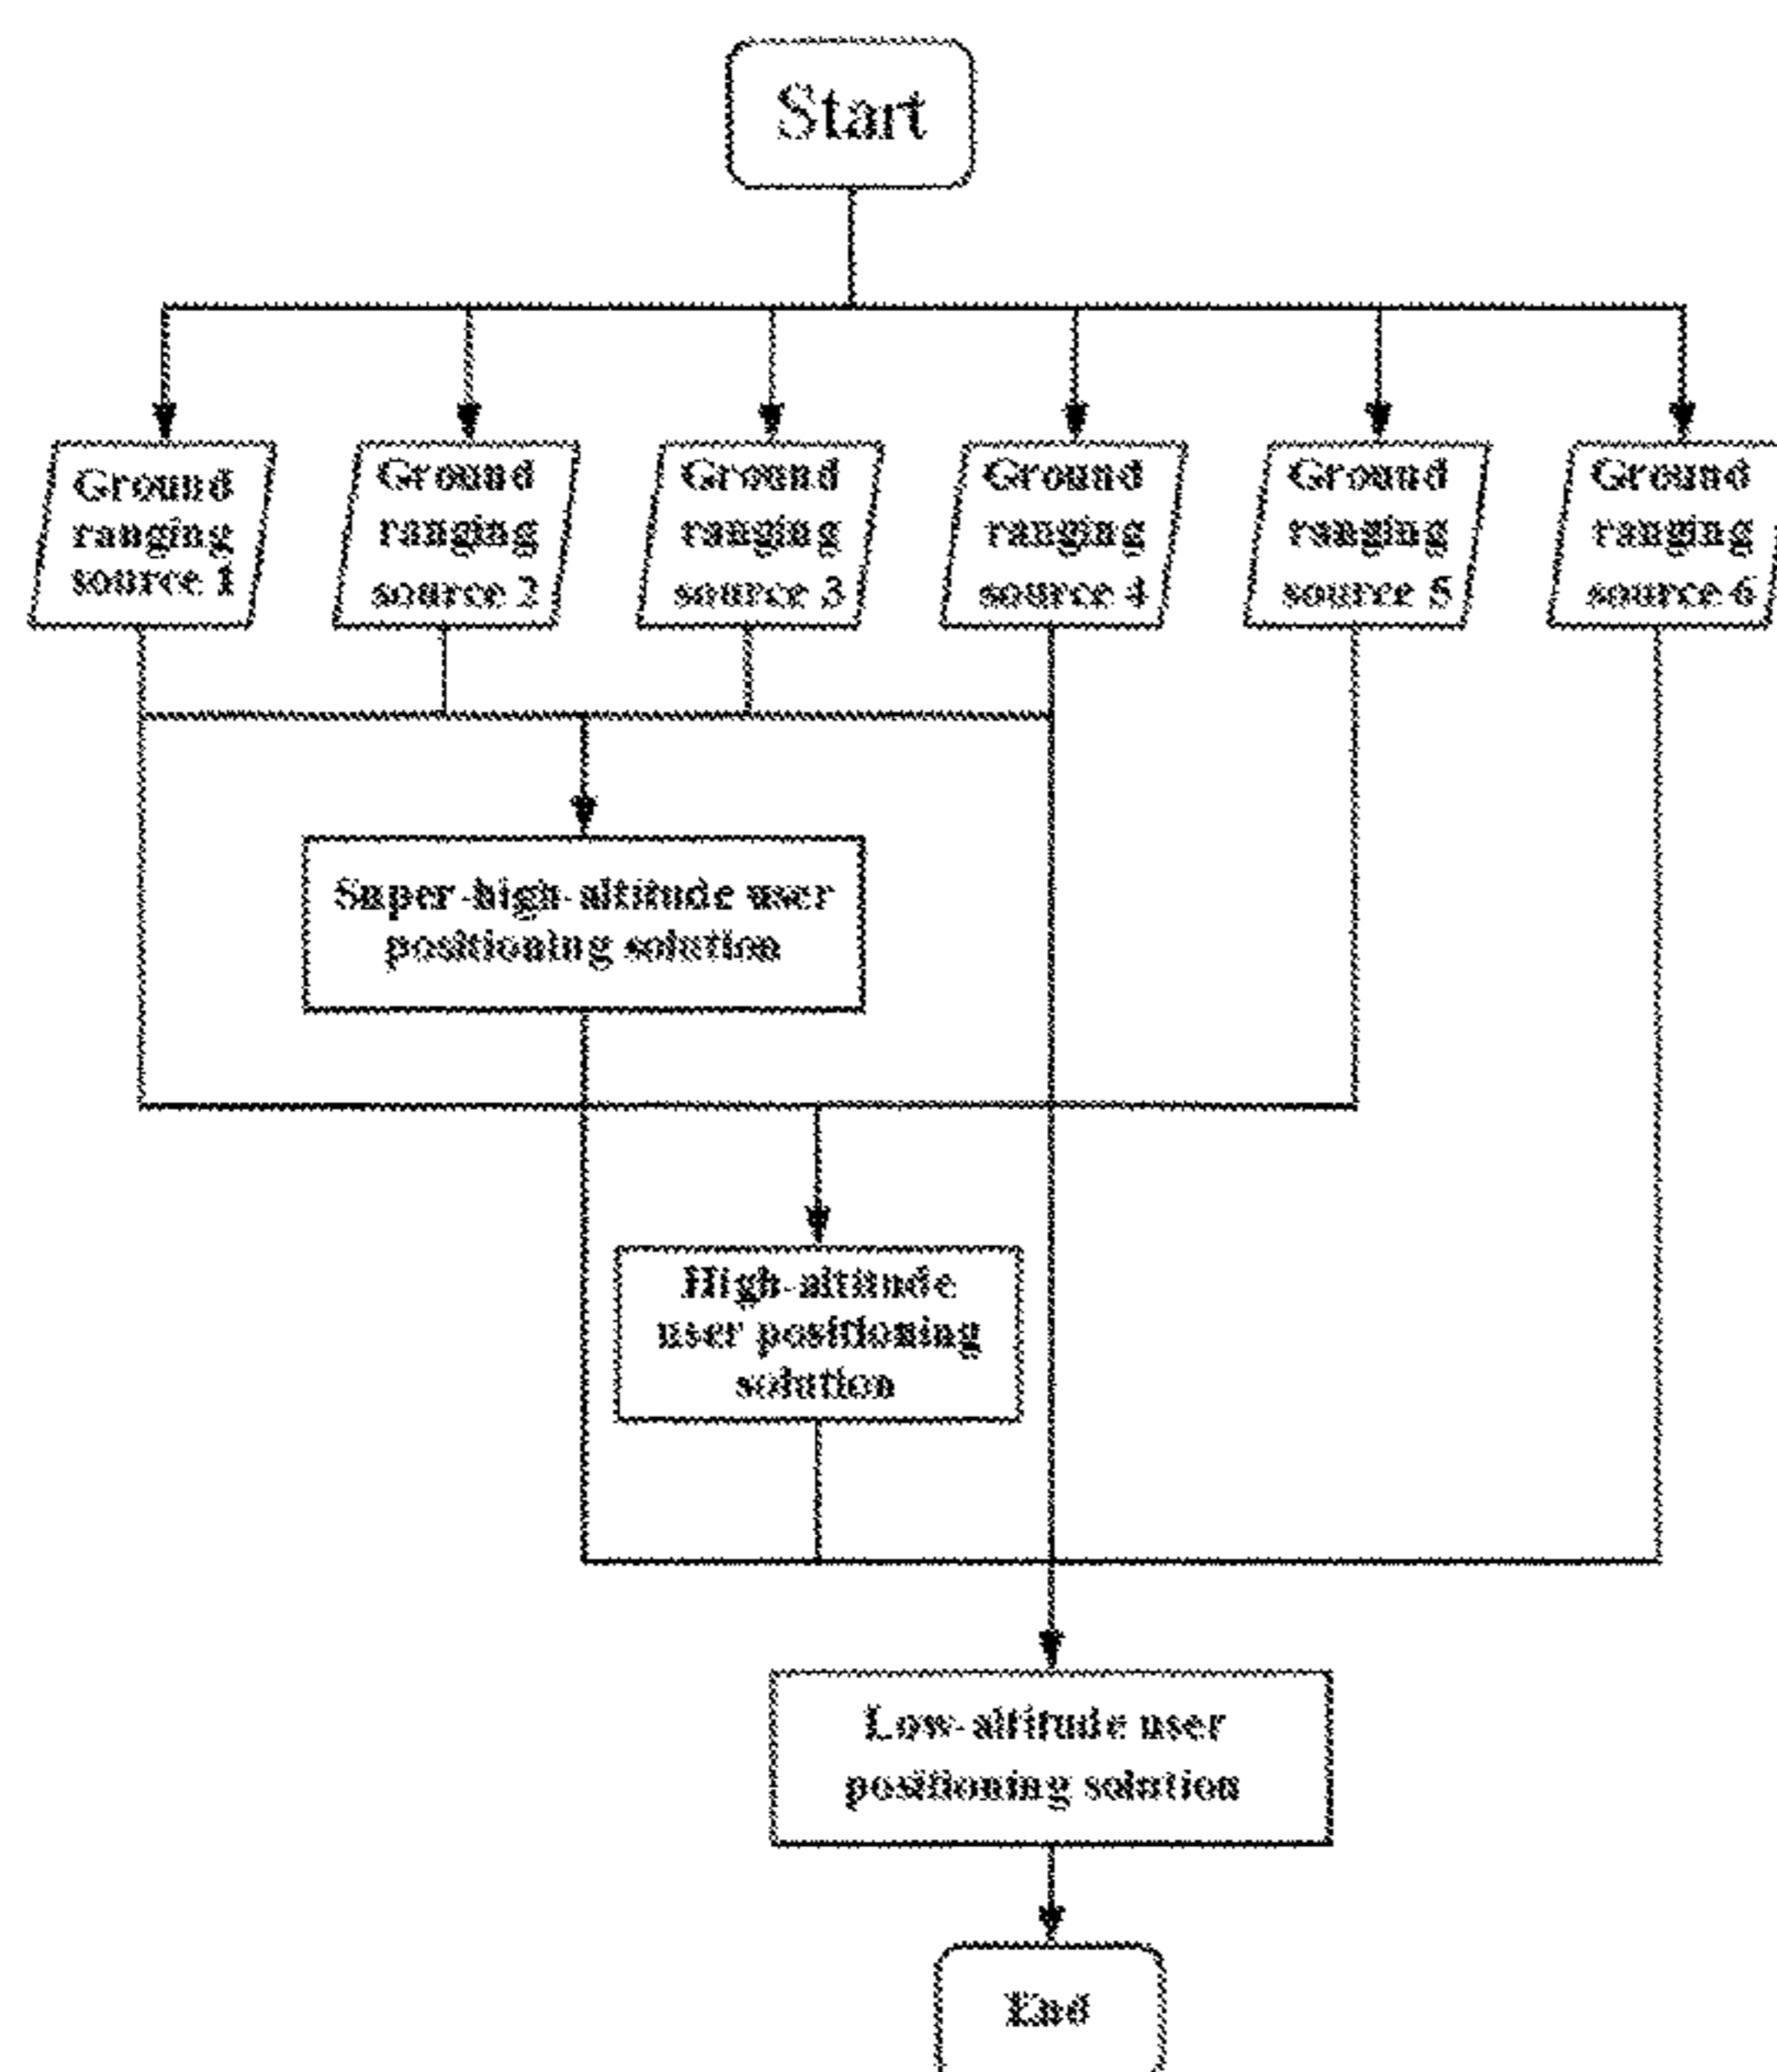 Start
Ground
ranging
source 1
Ground
ranging
source 2
Ground
ranging
source 3
Ground
ranging
source 4
Ground
ranging
source 5
Ground
ranging
source 6
Super-high-altitude user
positioning solution
High-altitude
user positioning
solution
Low-altitude user
positioning solution
End